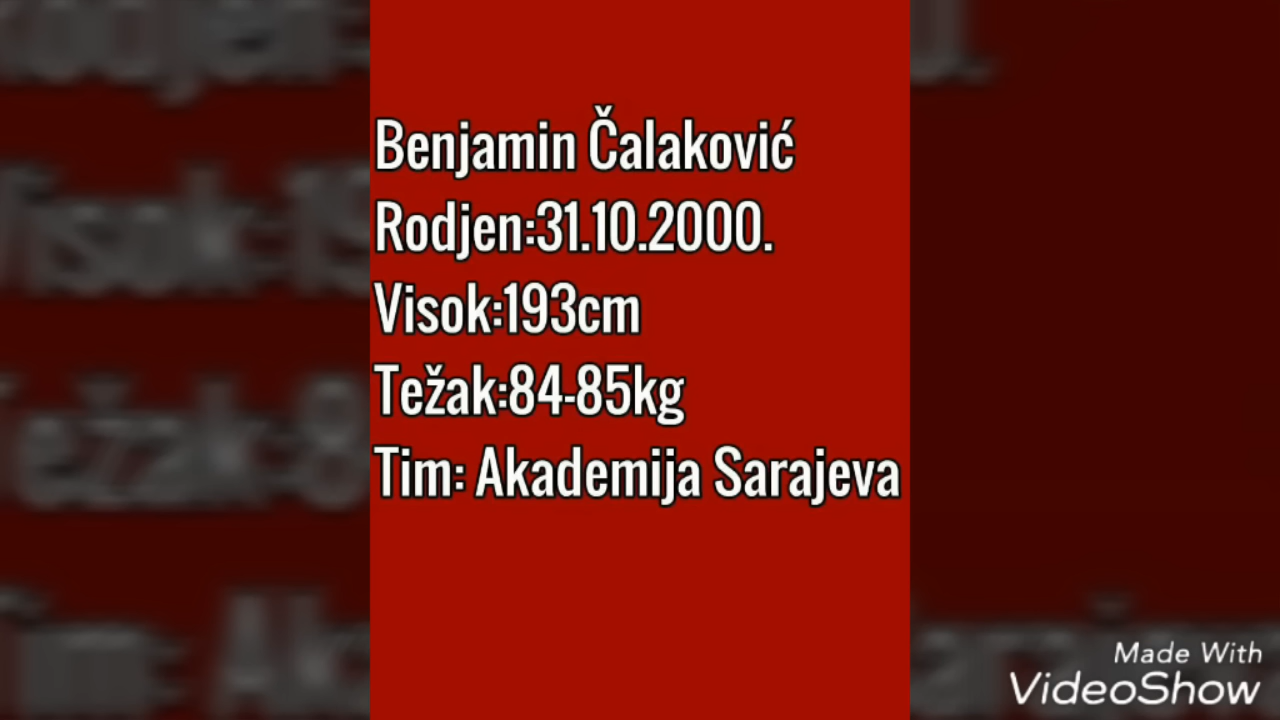 Benjamin Čalaković
Rodjen:31.10.2000.
Visok:193cm
Težak:84-85kg
Tim: Akademija Sarajeva
Made With
VideoShow